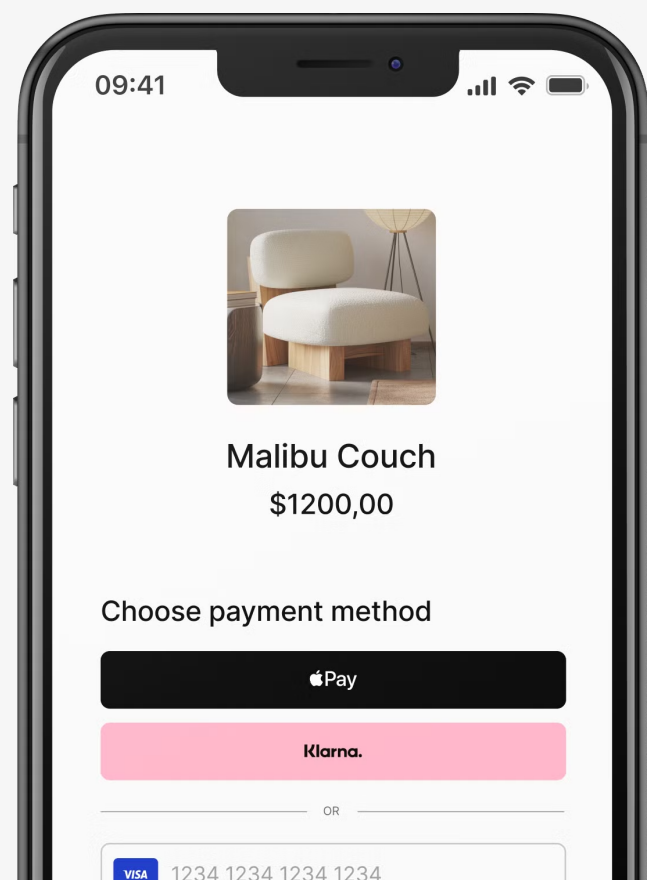 09:41
Malibu Couch
$1200,00
Choose payment method
Pay
Klarna.
OR
VISA 1234 1234 1234 1234